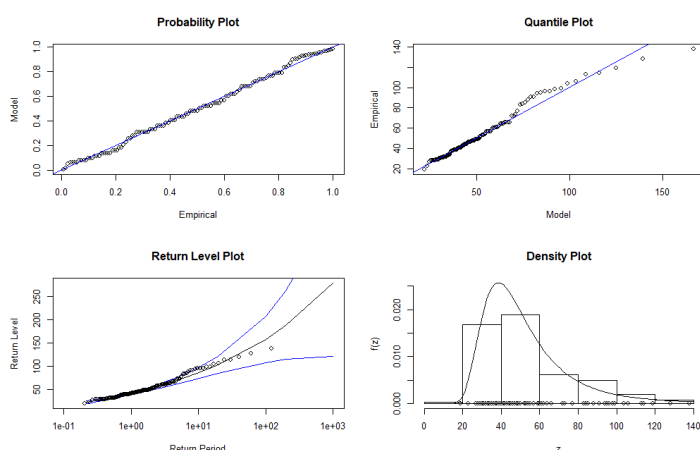 Probability Plot
Model
0.0 0.2 0.4 0.6 0.8 1.0
0.0 0.2 0.4 0.6 0.8 1.0
Empirical
Quantile Plot
Empirical
20 40 60 80 100 140
50 100 150
Model
Return Level Plot
Return Level
50 100 150 200 250
1e-01 1e+00 1e+01 1e+02 1e+03
Return Period
Density Plot
f(z)
0.000 0.010 0.020
0 20 40 60 80 100 120 140
z